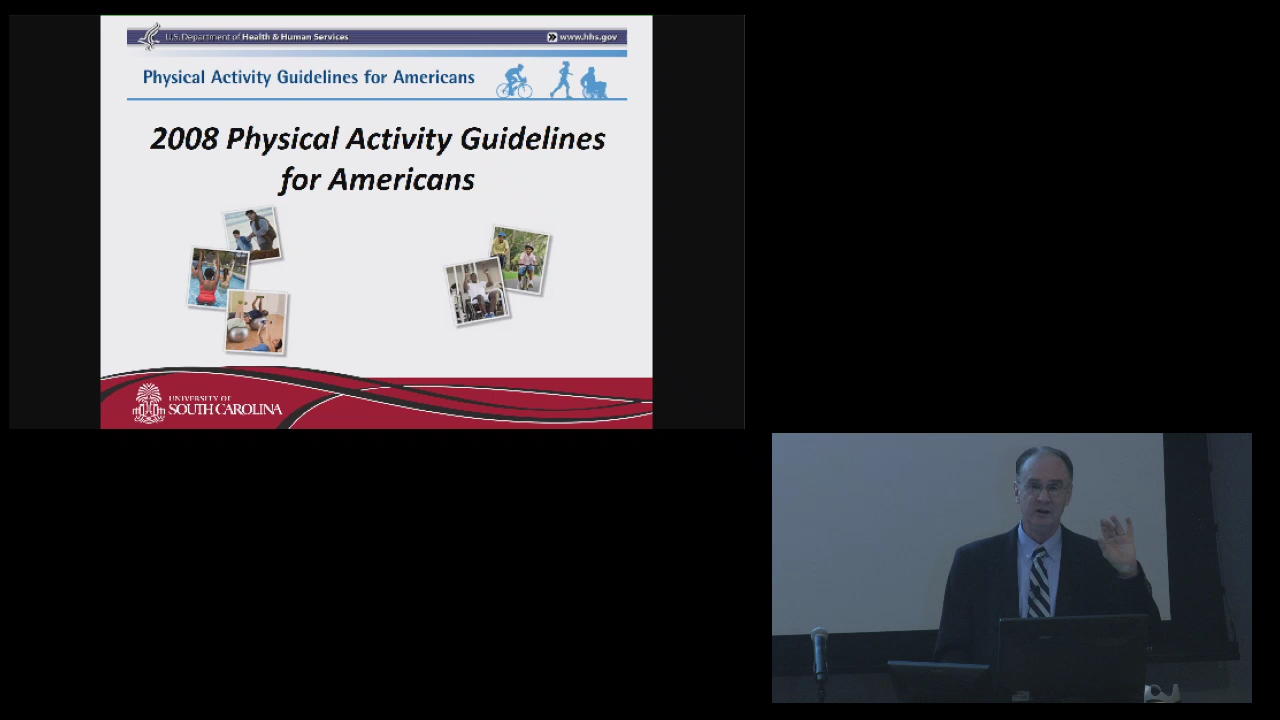 U.S. Department of Health & Human Services
www.hhs.gov
Physical Activity Guidelines for Americans
2008 Physical Activity Guidelines
for Americans
UNIVERSITY OF
SOUTH CAROLINA